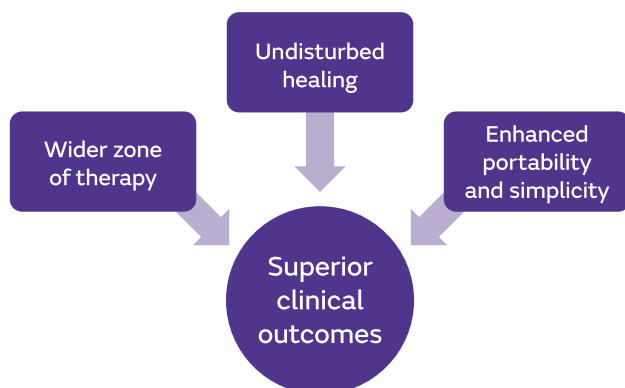 Undisturbed
healing
Wider zone
of therapy
Enhanced
portability
and simplicity
Superior
clinical
outcomes